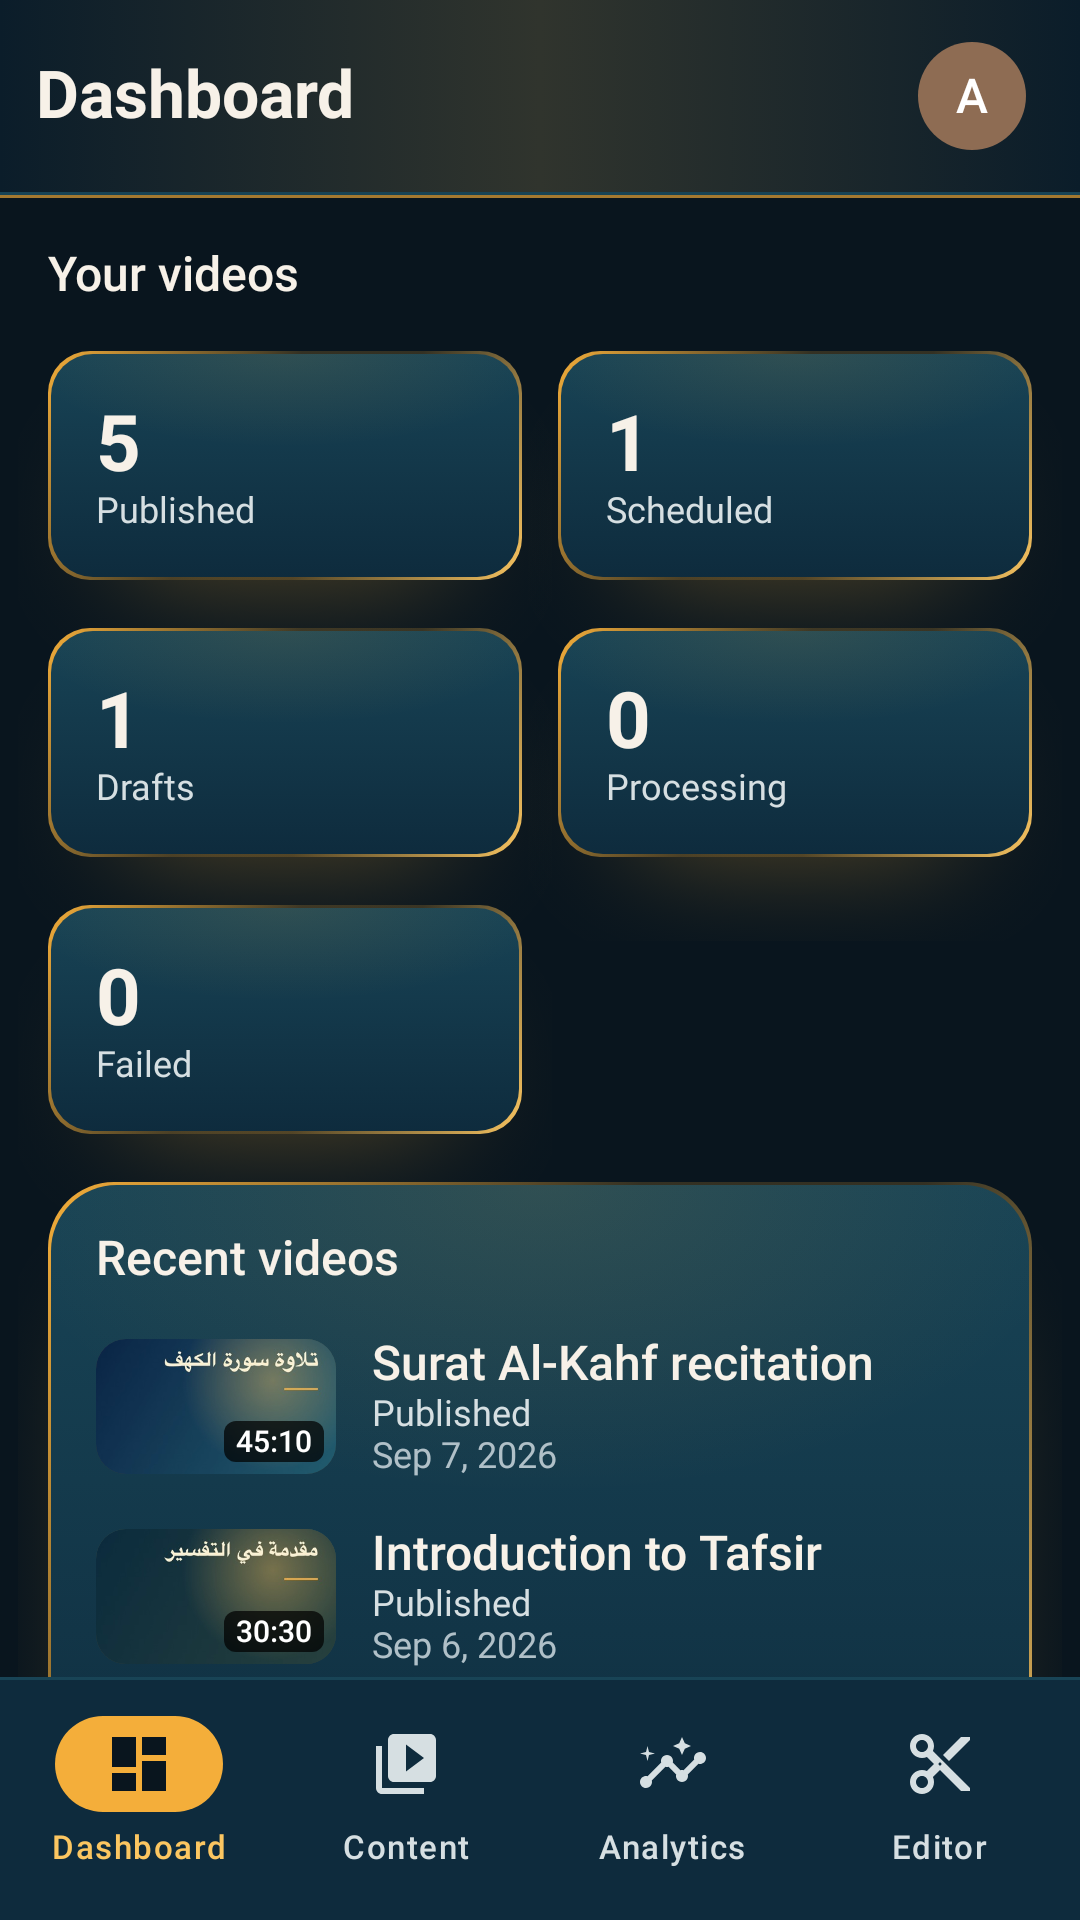 Dashboard
A
Your videos
5
Published
1
Scheduled
1
Drafts
0
Processing
0
Failed
Recent videos
تلاوة سورة الكهف
45:10
Surat Al-Kahf recitation
Published
Sep 7, 2026
مقدمة في التفسير
30:30
Introduction to Tafsir
Published
Sep 6, 2026
Dashboard
Content
Analytics
Editor